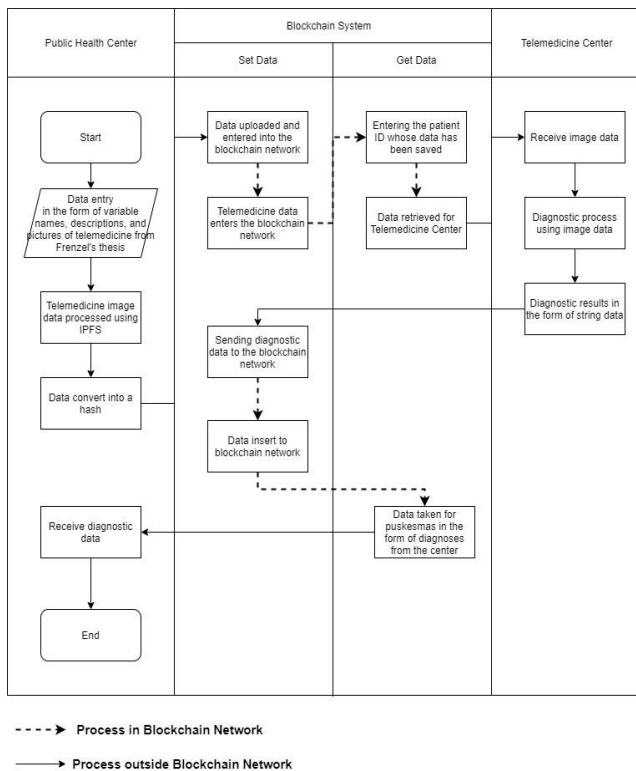 Public Health Center
Blockchain System
Telemedicine Center
Set Data
Get Data
Start
Data entry
in the form of variable
names, descriptions, and
pictures of telemedicine from
Frenzel's thesis
Telemedicine image
data processed using
IPFS
Data convert into a
hash
Data uploaded and
entered into the
blockchain network
Telemedicine data
enters the blockchain
network
Entering the patient
ID whose data has
been saved
Data retrieved for
Telemedicine Center
Receive image data
Diagnostic process
using image data
Diagnostic results in
the form of string data
Sending diagnostic
data to the blockchain
network
Data insert to
blockchain network
Data taken for
puskesmas in the
form of diagnoses
from the center
Receive diagnostic
data
End
Process in Blockchain Network
Process outside Blockchain Network